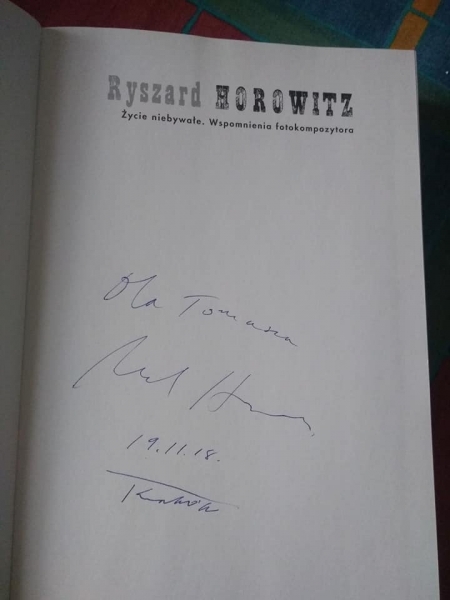 Ryszard HOROWITZ
Życie niebywałe. Wspomnienia fotokompozytora
Dla Tomasza
19.11.18.
Kraków